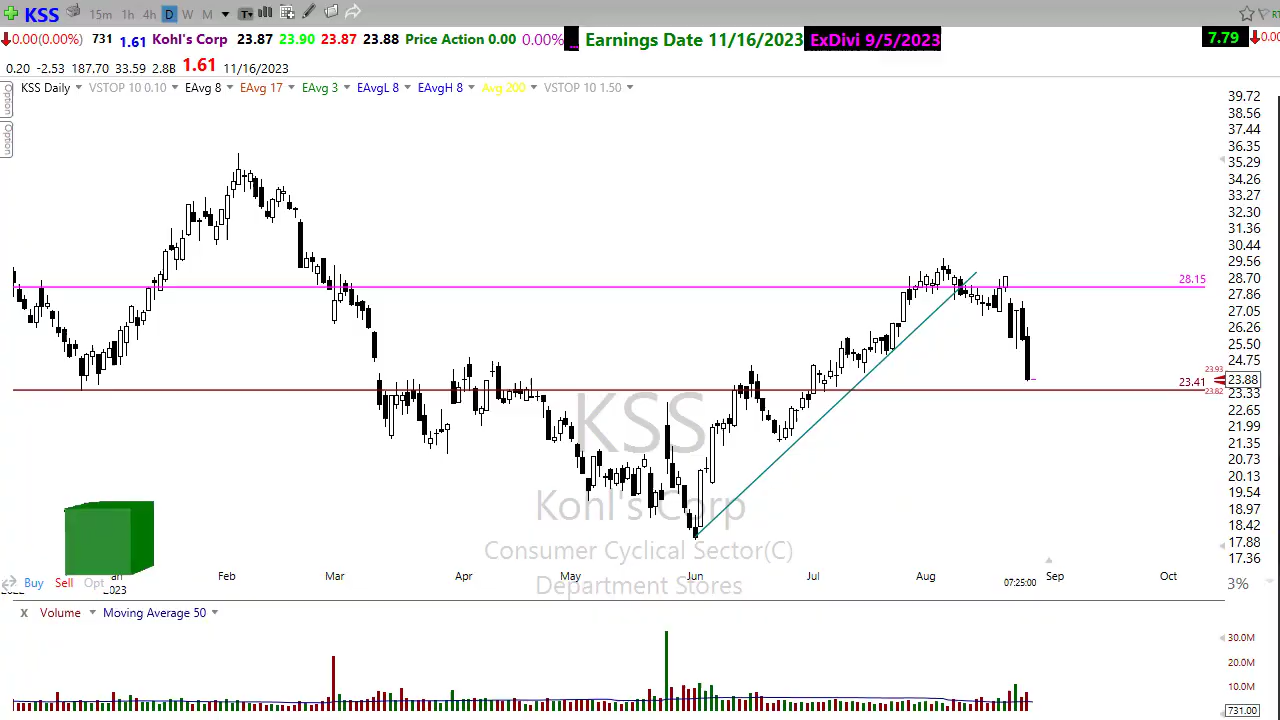 KSS 15m 1h 4h D W M T
0.00(0.00%) 731 1.61 Kohl's Corp 23.87 23.90 23.87 23.88 Price Action 0.00 0.00% Earnings Date 11/16/2023 ExDivi 9/5/2023 7.79
0.20 -2.53 187.70 33.59 2.8B 1.61 11/16/2023
KSS Daily VSTOP 10 0.10 EAvg 8 EAvg 17 EAvg 3 EAvgL 8 EAvgH 8 Avg 200 VSTOP 10 1.50
Option
Option
39.72
38.56
37.44
36.35
35.29
34.26
33.27
32.30
31.36
30.44
29.56
28.15 28.70
27.86
27.05
26.26
25.50
24.75
23.93
23.41 23.88
23.82 23.33
22.65
21.99
21.35
20.73
20.13
19.54
18.97
18.42
17.88
17.36
KSS
Kohl's Corp
Consumer Cyclical Sector(C)
Department Stores
Feb Mar Apr May Jun Jul Aug 07:25:00 Sep Oct
Buy Sell Opt 3%
2023
X Volume Moving Average 50
30.0M
20.0M
10.0M
731.00